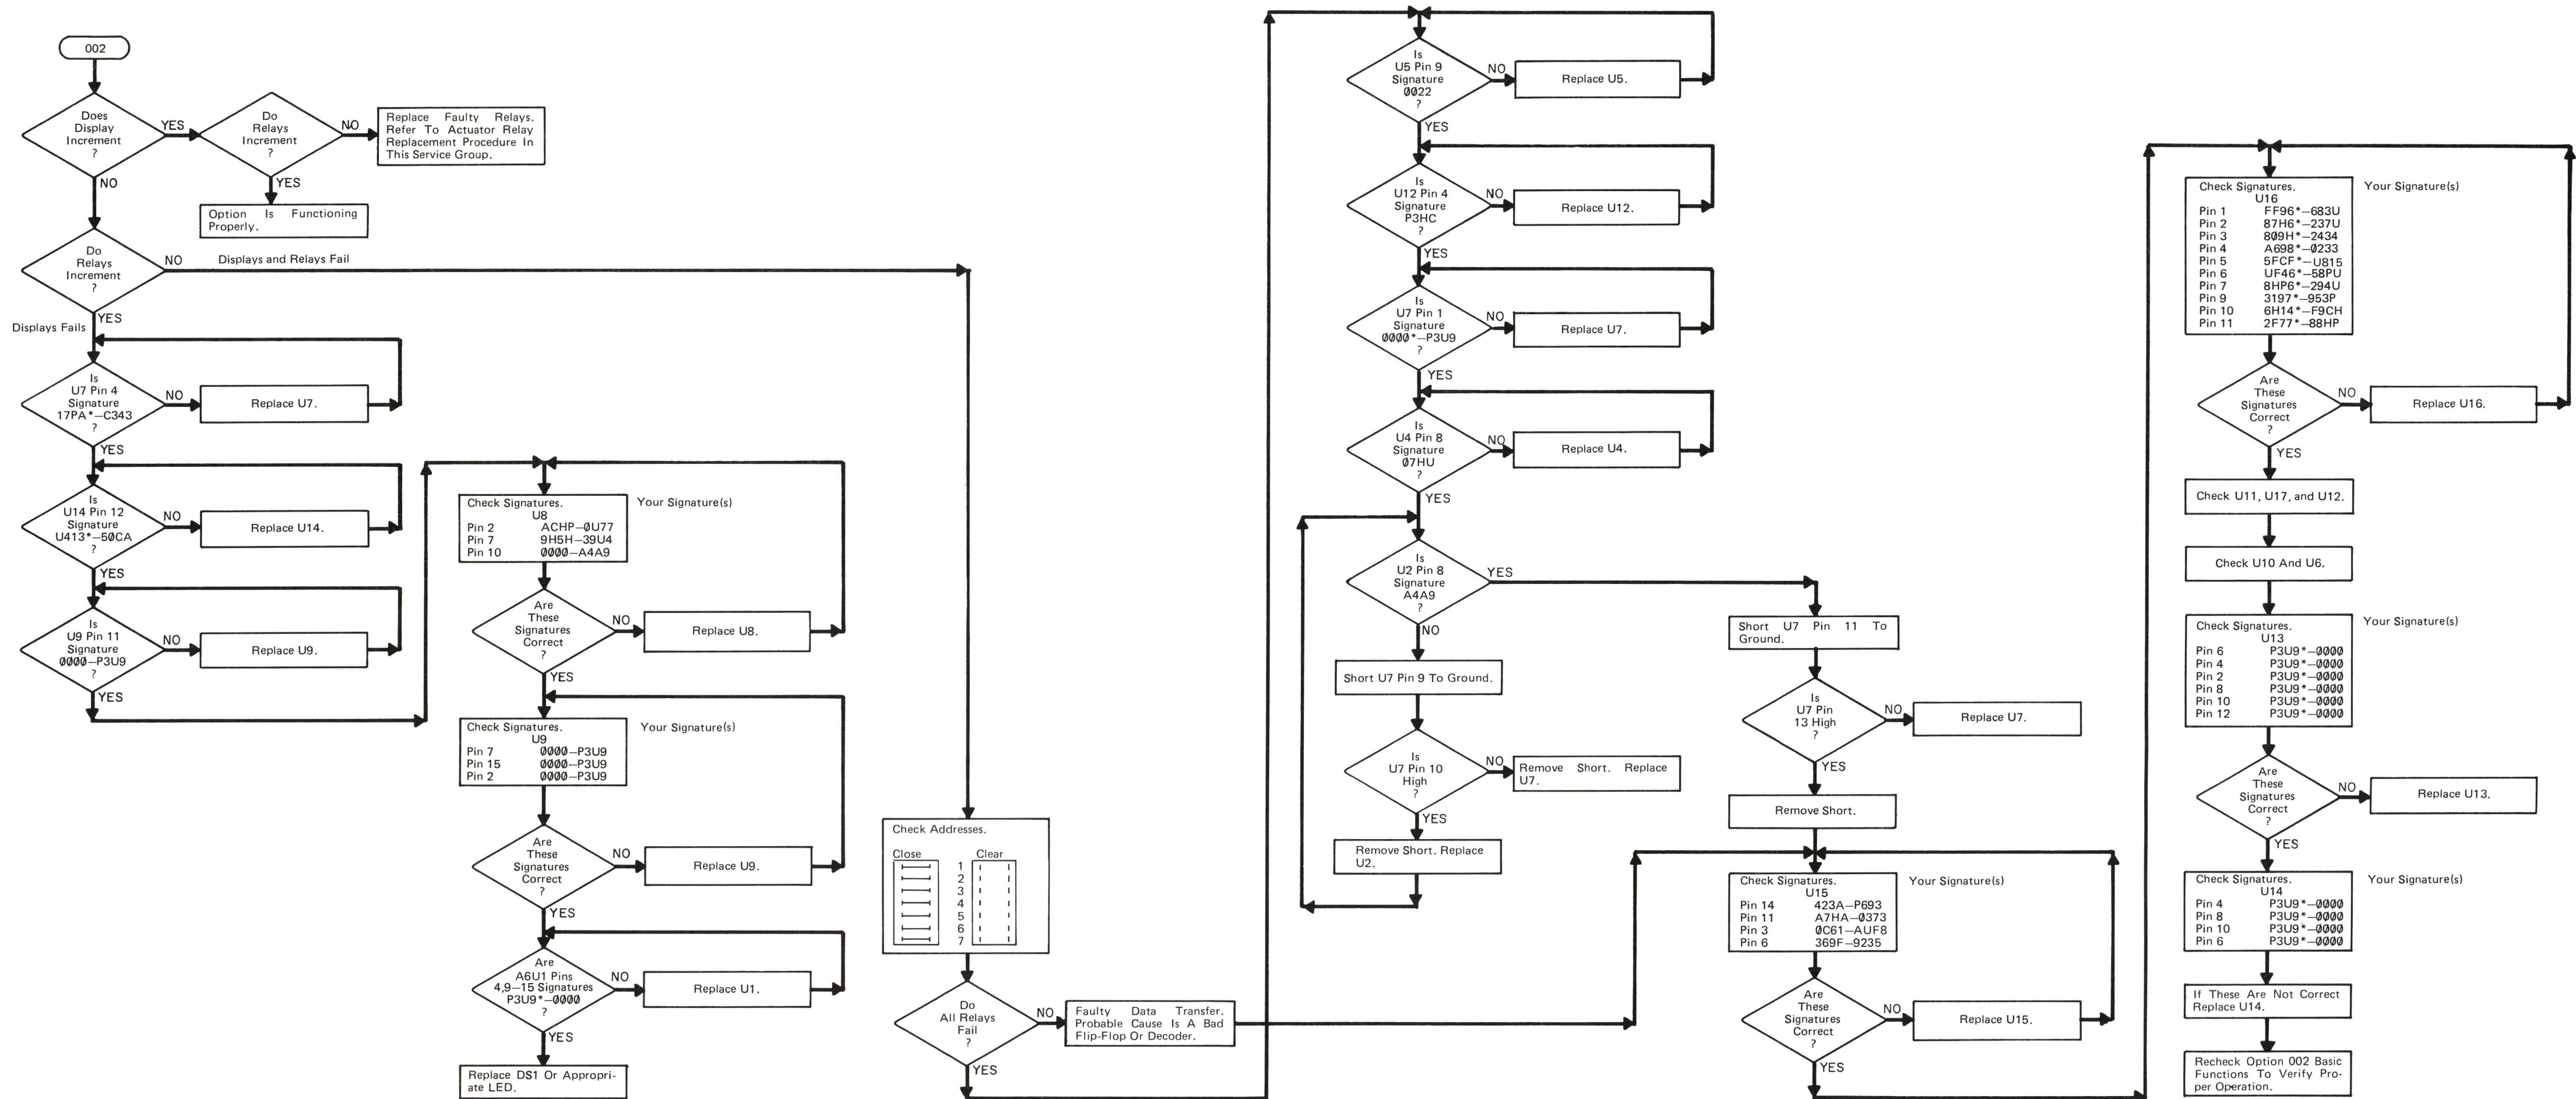 002
Does
Display
Increment
?
YES
NO
Do
Relays
Increment
?
NO
YES
Replace Faulty Relays.
Refer To Actuator Relay
Replacement Procedure In
This Service Group.
Option Is Functioning
Properly.
Do
Relays
Increment
?
NO
Displays and Relays Fail
YES
Displays Fails
Is
U7 Pin 4
Signature
17PA*–C343
?
NO
Replace U7.
YES
Is
U14 Pin 12
Signature
U413*–50CA
?
NO
Replace U14.
YES
Is
U9 Pin 11
Signature
0000–P3U9
?
NO
Replace U9.
YES
Check Signatures.
Your Signature(s)
U8
Pin 2 ACHP–0U77
Pin 7 9H5H–39U4
Pin 10 0000–A4A9
Are
These
Signatures
Correct
?
NO
Replace U8.
YES
Check Signatures.
Your Signature(s)
U9
Pin 7 0000–P3U9
Pin 15 0000–P3U9
Pin 2 0000–P3U9
Are
These
Signatures
Correct
?
NO
Replace U9.
YES
Are
A6U1 Pins
4,9–15 Signatures
P3U9*–0000
?
NO
Replace U1.
YES
Replace DS1 Or Appropri-
ate LED.
Check Addresses.
Close Clear
1
2
3
4
5
6
7
Do
All Relays
Fail
?
NO
Faulty Data Transfer.
Probable Cause Is A Bad
Flip-Flop Or Decoder.
YES
Is
U5 Pin 9
Signature
0022
?
NO
Replace U5.
YES
Is
U12 Pin 4
Signature
P3HC
?
NO
Replace U12.
YES
Is
U7 Pin 1
Signature
0000*–P3U9
?
NO
Replace U7.
YES
Is
U4 Pin 8
Signature
07HU
?
NO
Replace U4.
YES
Is
U2 Pin 8
Signature
A4A9
?
YES
NO
Short U7 Pin 9 To Ground.
Is
U7 Pin 10
High
?
NO
Remove Short. Replace
U7.
YES
Remove Short. Replace
U2.
Short U7 Pin 11 To
Ground.
Is
U7 Pin
13 High
?
NO
Replace U7.
YES
Remove Short.
Check Signatures.
Your Signature(s)
U15
Pin 14 423A–P693
Pin 11 A7HA–0373
Pin 3 0C61–AUF8
Pin 6 369F–9235
Are
These
Signatures
Correct
?
NO
Replace U15.
YES
Check Signatures.
Your Signature(s)
U16
Pin 1 FF96*–683U
Pin 2 87H6*–237U
Pin 3 809H*–2434
Pin 4 A698*–0233
Pin 5 5FCF*–U815
Pin 6 UF46*–58PU
Pin 7 8HP6*–294U
Pin 9 3197*–953P
Pin 10 6H14*–F9CH
Pin 11 2F77*–88HP
Are
These
Signatures
Correct
?
NO
Replace U16.
YES
Check U11, U17, and U12.
Check U10 And U6.
Check Signatures.
Your Signature(s)
U13
Pin 6 P3U9*–0000
Pin 4 P3U9*–0000
Pin 2 P3U9*–0000
Pin 8 P3U9*–0000
Pin 10 P3U9*–0000
Pin 12 P3U9*–0000
Are
These
Signatures
Correct
?
NO
Replace U13.
YES
Check Signatures.
Your Signature(s)
U14
Pin 4 P3U9*–0000
Pin 8 P3U9*–0000
Pin 10 P3U9*–0000
Pin 6 P3U9*–0000
If These Are Not Correct
Replace U14.
Recheck Option 002 Basic
Functions To Verify Pro-
per Operation.